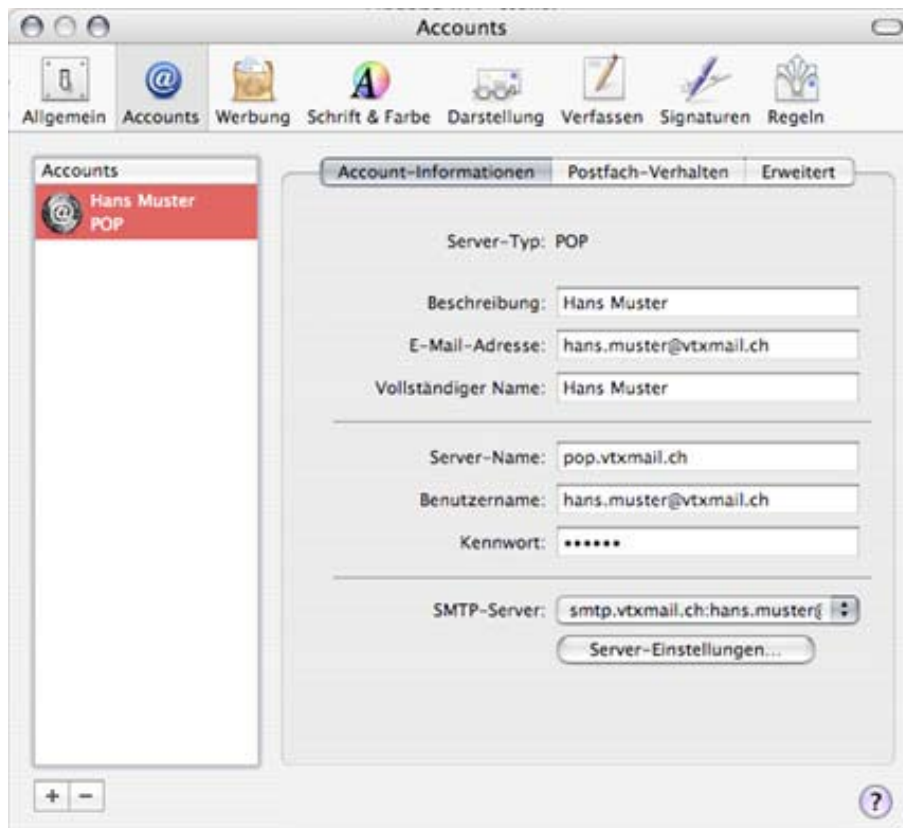 Accounts
Allgemein Accounts Werbung Schrift & Farbe Darstellung Verfassen Signaturen Regeln
Accounts
Hans Muster
POP
Account-Informationen Postfach-Verhalten Erweitert
Server-Typ: POP
Beschreibung: Hans Muster
E-Mail-Adresse: hans.muster@vtxmail.ch
Vollständiger Name: Hans Muster
Server-Name: pop.vtxmail.ch
Benutzername: hans.muster@vtxmail.ch
Kennwort: ••••••
SMTP-Server: smtp.vtxmail.ch:hans.muster@
Server-Einstellungen...
+ −
?